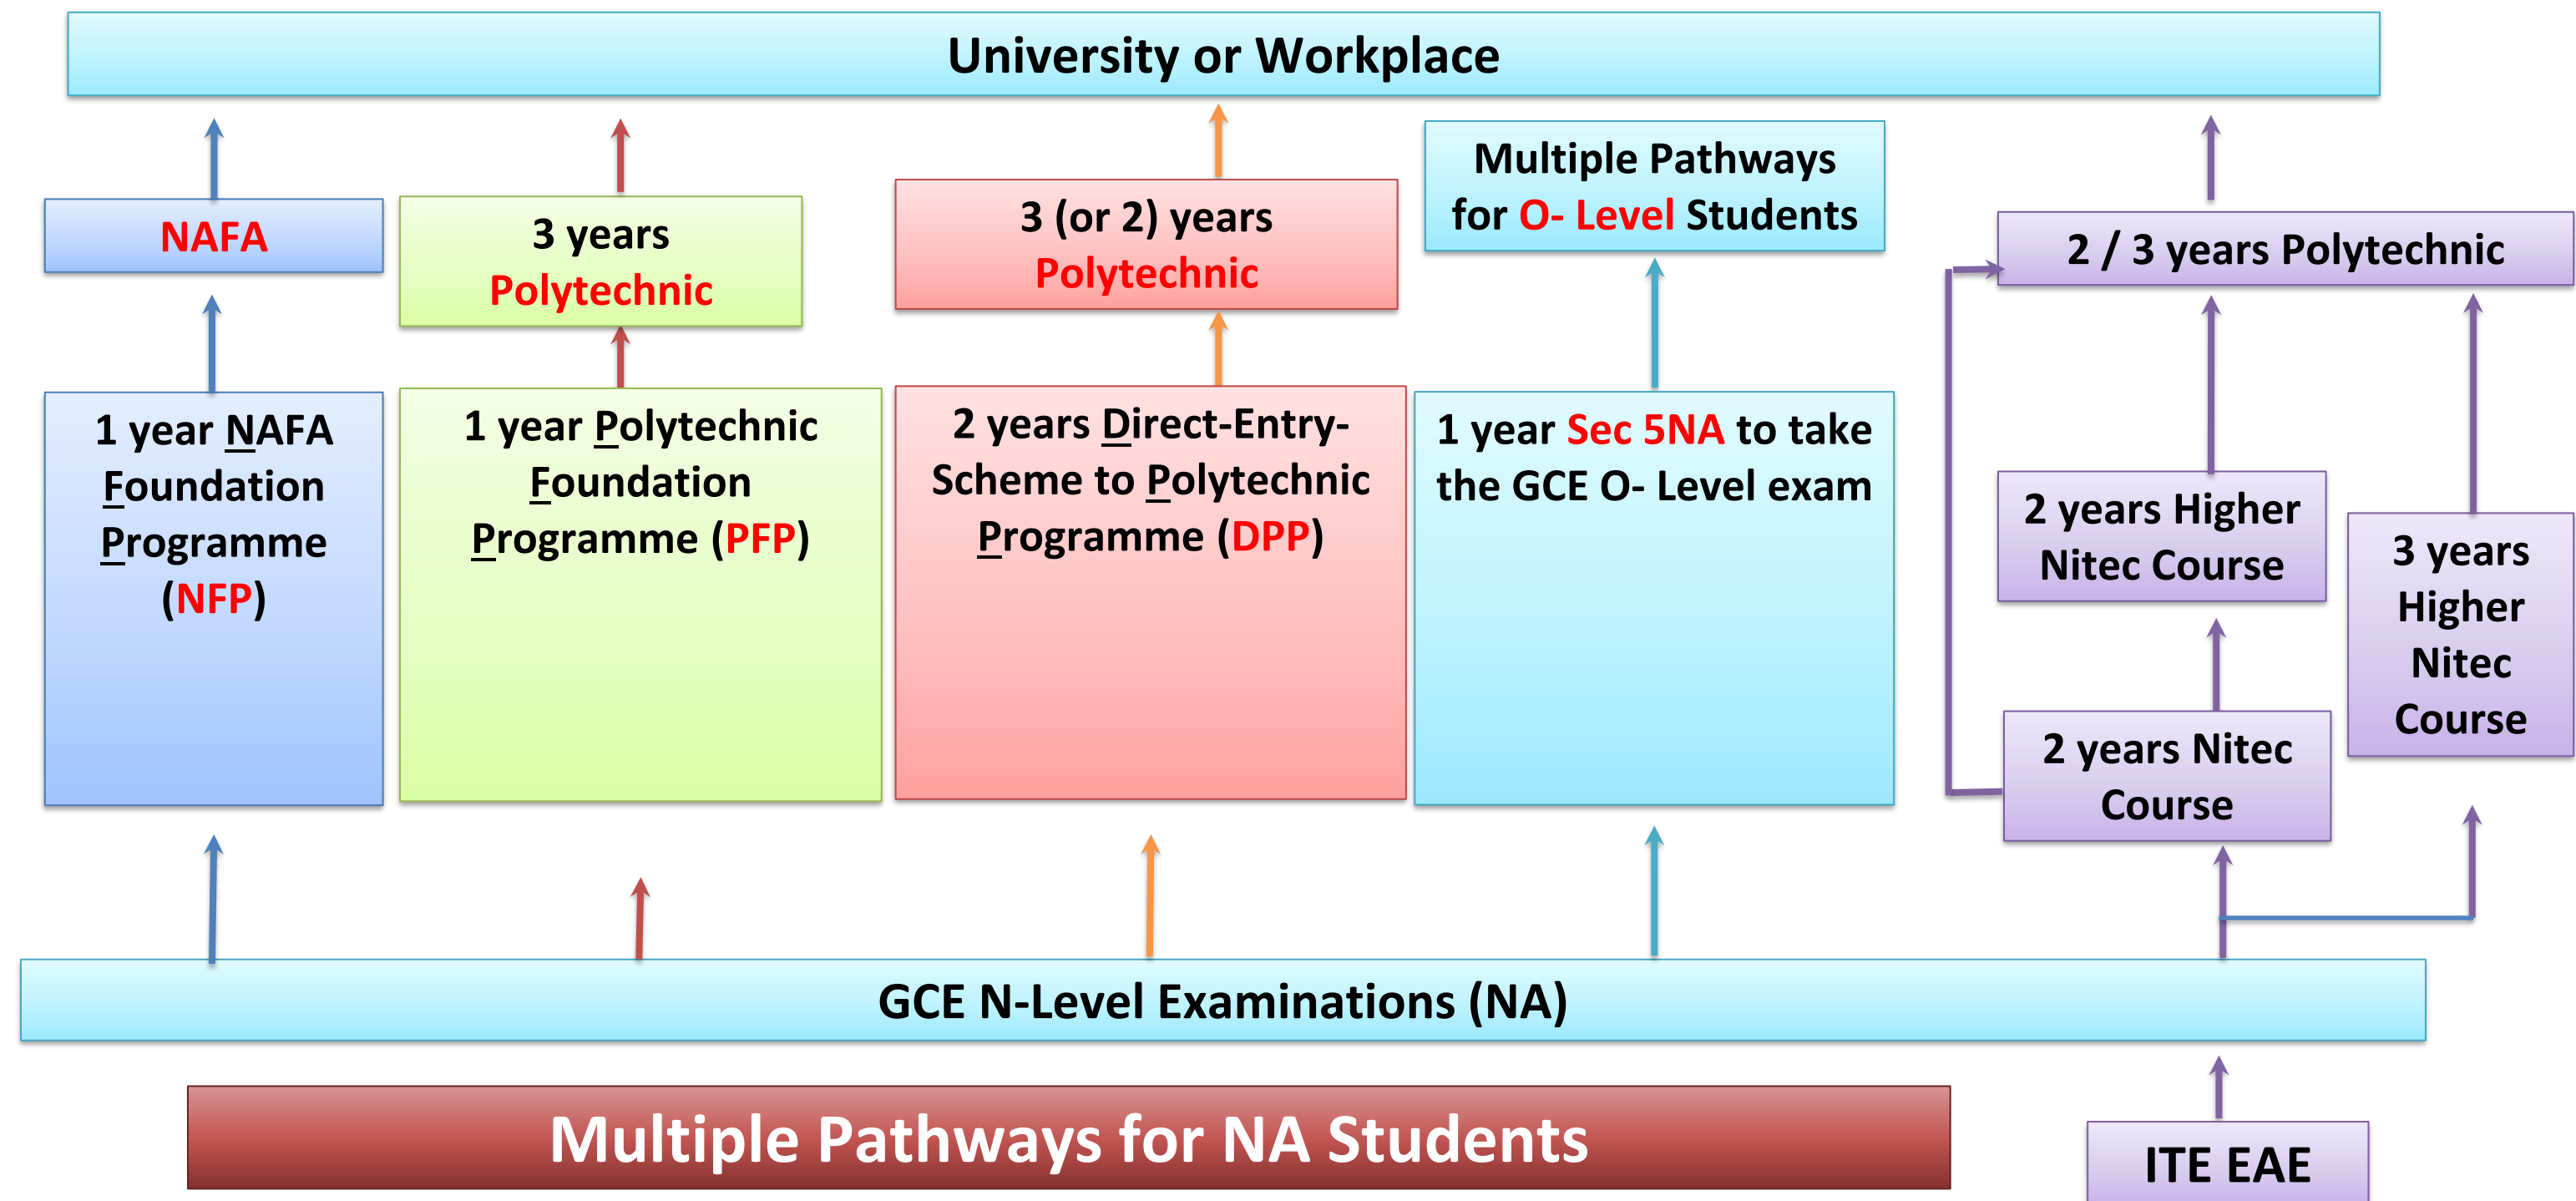 University or Workplace
NAFA
3 years
Polytechnic
3 (or 2) years
Polytechnic
Multiple Pathways
for O- Level Students
2 / 3 years Polytechnic
1 year NAFA
Foundation
Programme
(NFP)
1 year Polytechnic
Foundation
Programme (PFP)
2 years Direct-Entry-
Scheme to Polytechnic
Programme (DPP)
1 year Sec 5NA to take
the GCE O- Level exam
2 years Higher
Nitec Course
3 years
Higher
Nitec
Course
2 years Nitec
Course
GCE N-Level Examinations (NA)
Multiple Pathways for NA Students
ITE EAE